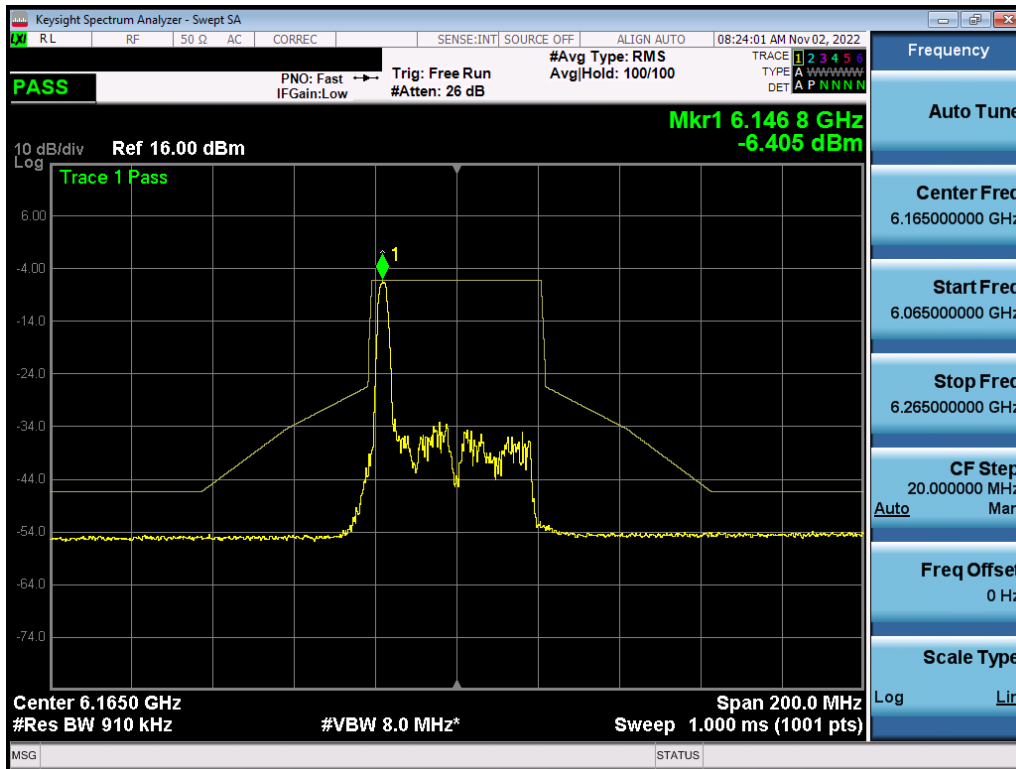 Keysight Spectrum Analyzer - Swept SA
LXI RL RF 50 Ω AC CORREC SENSE:INT SOURCE OFF ALIGN AUTO 08:24:01 AM Nov 02, 2022
PASS
PNO: Fast
IFGain:Low
Trig: Free Run
#Atten: 26 dB
#Avg Type: RMS
Avg|Hold: 100/100
TRACE 1 2 3 4 5 6
TYPE A WWWWW
DET A P N N N N
Mkr1 6.146 8 GHz
-6.405 dBm
10 dB/div Ref 16.00 dBm
Log
Trace 1 Pass
1
6.00
-4.00
-14.0
-24.0
-34.0
-44.0
-54.0
-64.0
-74.0
Center 6.1650 GHz
Span 200.0 MHz
#Res BW 910 kHz
#VBW 8.0 MHz*
Sweep 1.000 ms (1001 pts)
MSG
STATUS
Frequency
Auto Tune
Center Freq
6.165000000 GHz
Start Freq
6.065000000 GHz
Stop Freq
6.265000000 GHz
CF Step
20.000000 MHz
Auto Man
Freq Offset
0 Hz
Scale Type
Log Lin